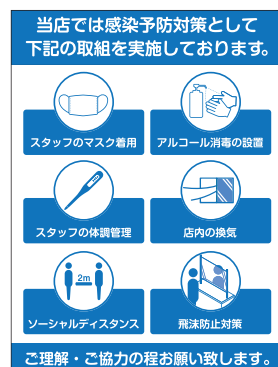 当店では感染予防対策として
下記の取組を実施しております。
スタッフのマスク着用
アルコール消毒の設置
スタッフの体調管理
店内の換気
2m
ソーシャルディスタンス
飛沫防止対策
ご理解・ご協力の程お願い致します。